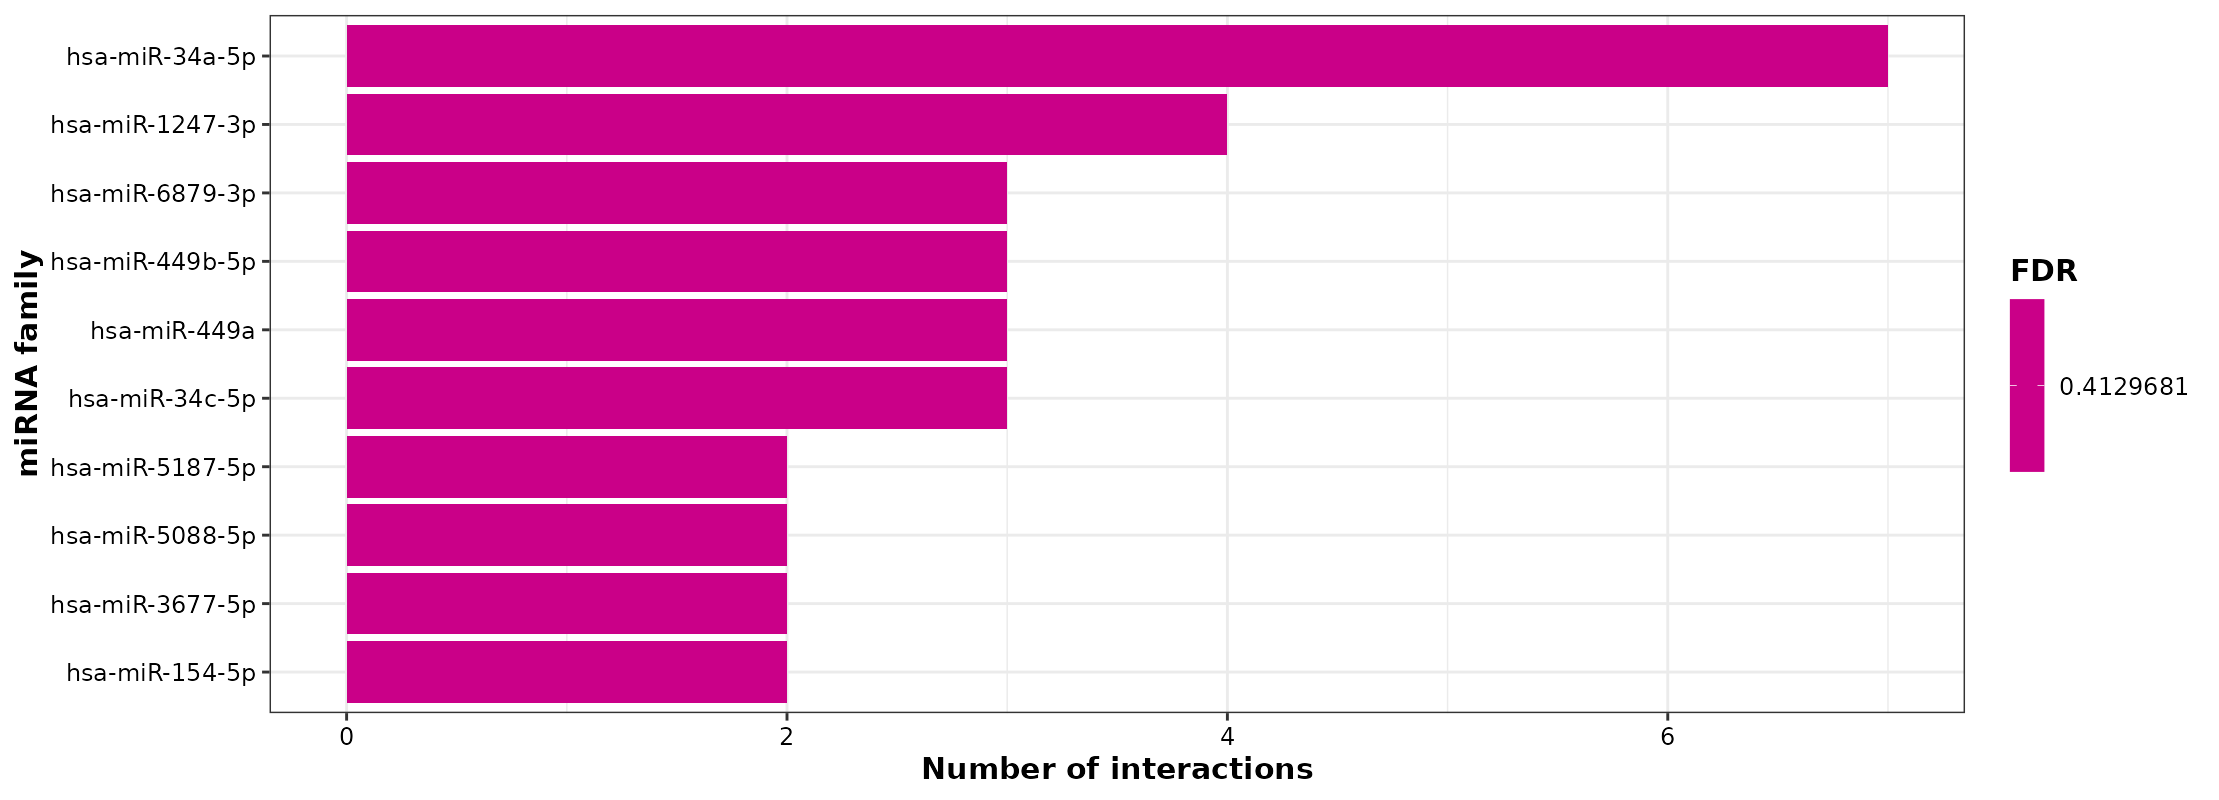 hsa-miR-34a-5p
hsa-miR-1247-3p
hsa-miR-6879-3p
hsa-miR-449b-5p
hsa-miR-449a
hsa-miR-34c-5p
hsa-miR-5187-5p
hsa-miR-5088-5p
hsa-miR-3677-5p
hsa-miR-154-5p
miRNA family
0 2 4 6
Number of interactions
FDR
0.4129681